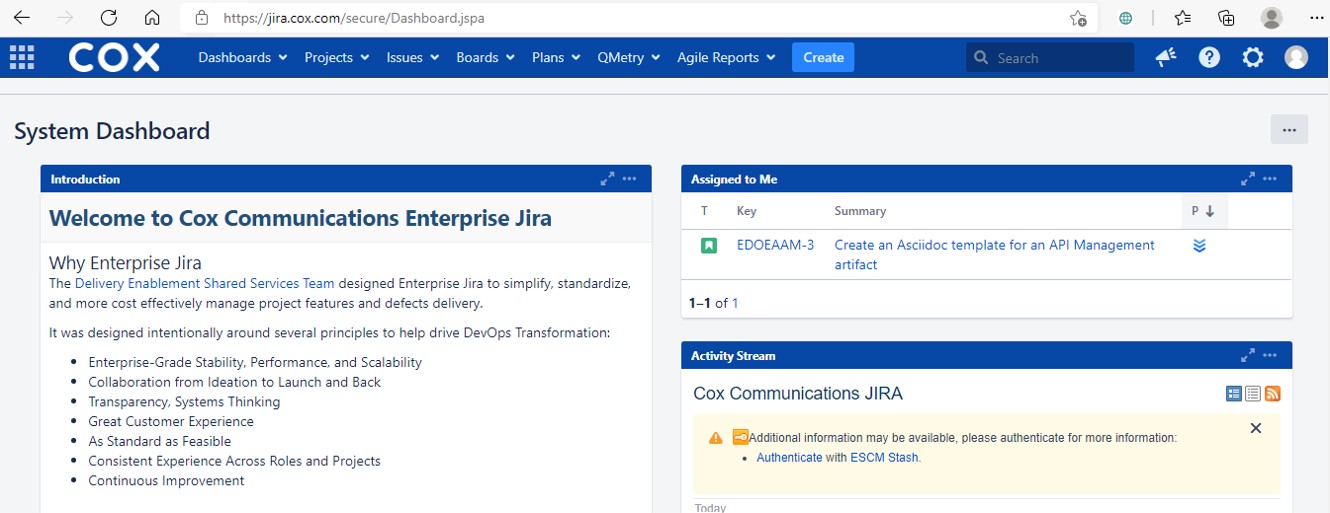 https://jira.cox.com/secure/Dashboard.jspa
COX Dashboards Projects Issues Boards Plans QMetry Agile Reports Create Search
System Dashboard
Introduction
Welcome to Cox Communications Enterprise Jira
Why Enterprise Jira
The Delivery Enablement Shared Services Team designed Enterprise Jira to simplify, standardize,
and more cost effectively manage project features and defects delivery.
It was designed intentionally around several principles to help drive DevOps Transformation:
• Enterprise-Grade Stability, Performance, and Scalability
• Collaboration from Ideation to Launch and Back
• Transparency, Systems Thinking
• Great Customer Experience
• As Standard as Feasible
• Consistent Experience Across Roles and Projects
• Continuous Improvement
Assigned to Me
T Key Summary P
EDOEAAM-3 Create an Asciidoc template for an API Management
artifact
1–1 of 1
Activity Stream
Cox Communications JIRA
Additional information may be available, please authenticate for more information:
• Authenticate with ESCM Stash.
Today